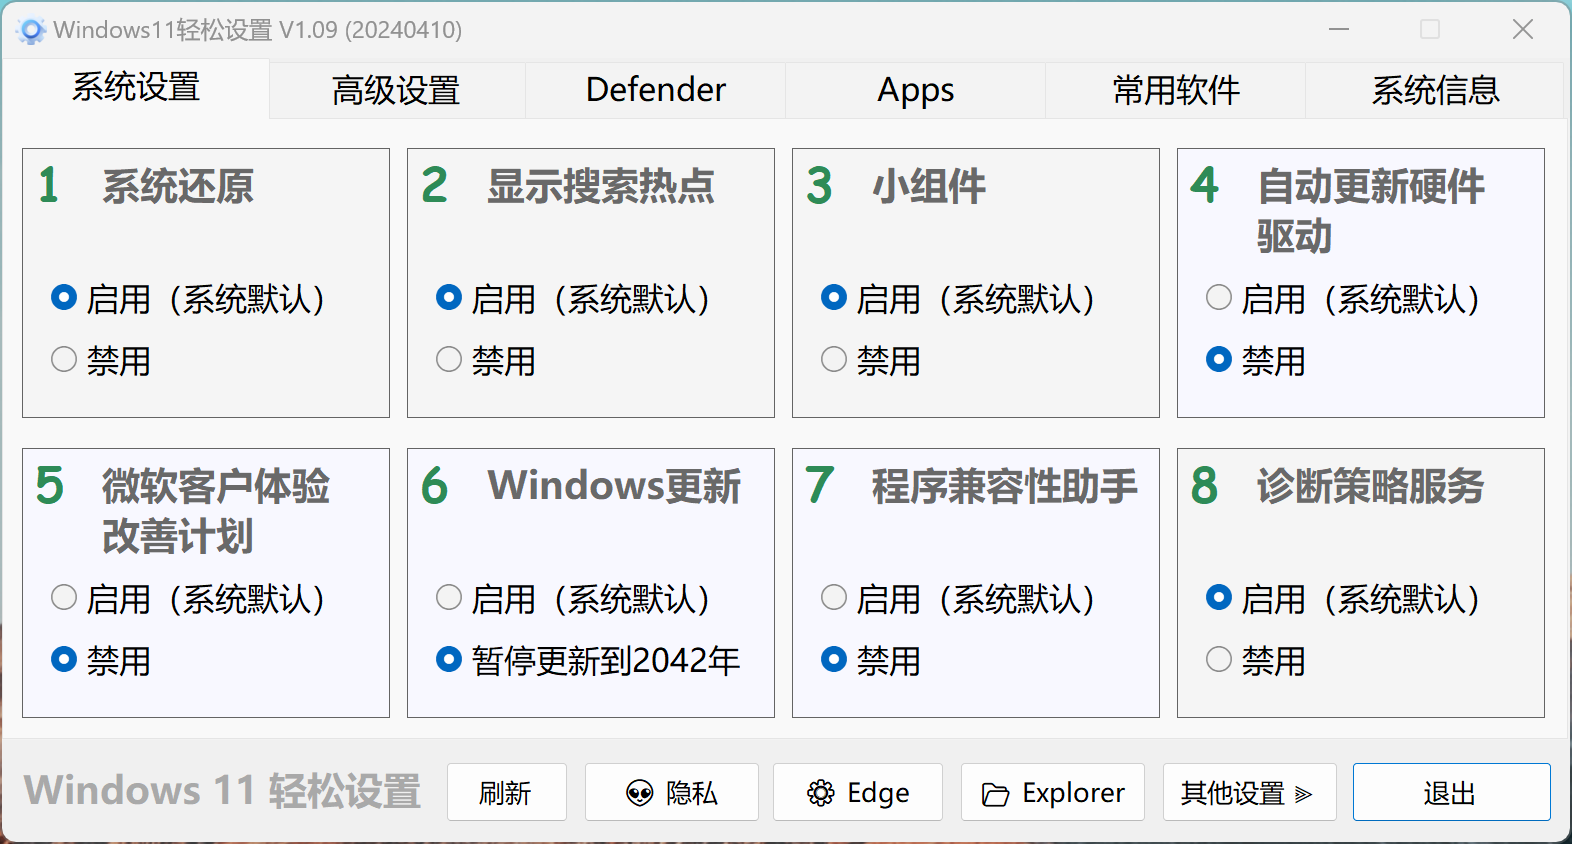 Windows11轻松设置 V1.09 (20240410)
系统设置
高级设置
Defender
Apps
常用软件
系统信息
1 系统还原
启用（系统默认）
禁用
2 显示搜索热点
启用（系统默认）
禁用
3 小组件
启用（系统默认）
禁用
4 自动更新硬件
驱动
启用（系统默认）
禁用
5 微软客户体验
改善计划
启用（系统默认）
禁用
6 Windows更新
启用（系统默认）
暂停更新到2042年
7 程序兼容性助手
启用（系统默认）
禁用
8 诊断策略服务
启用（系统默认）
禁用
Windows 11 轻松设置
刷新
隐私
Edge
Explorer
其他设置
退出